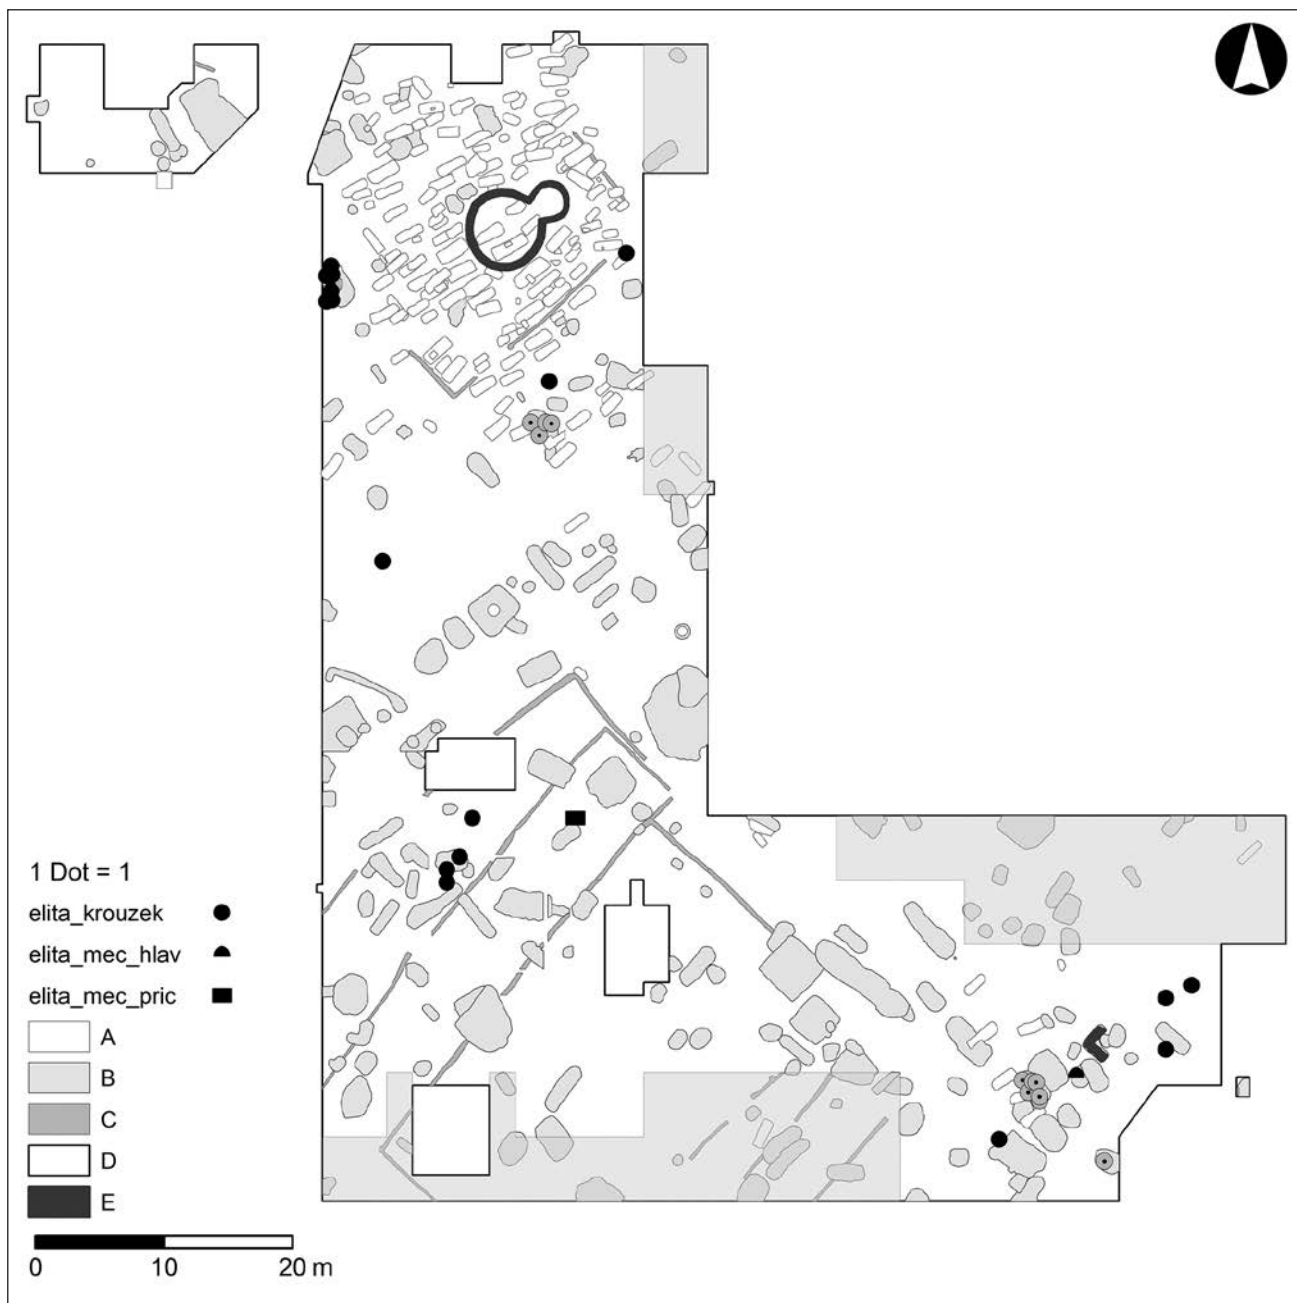 1 Dot = 1
elita_krouzek
elita_mec_hlav
elita_mec_pric
A
B
C
D
E
0 10 20 m